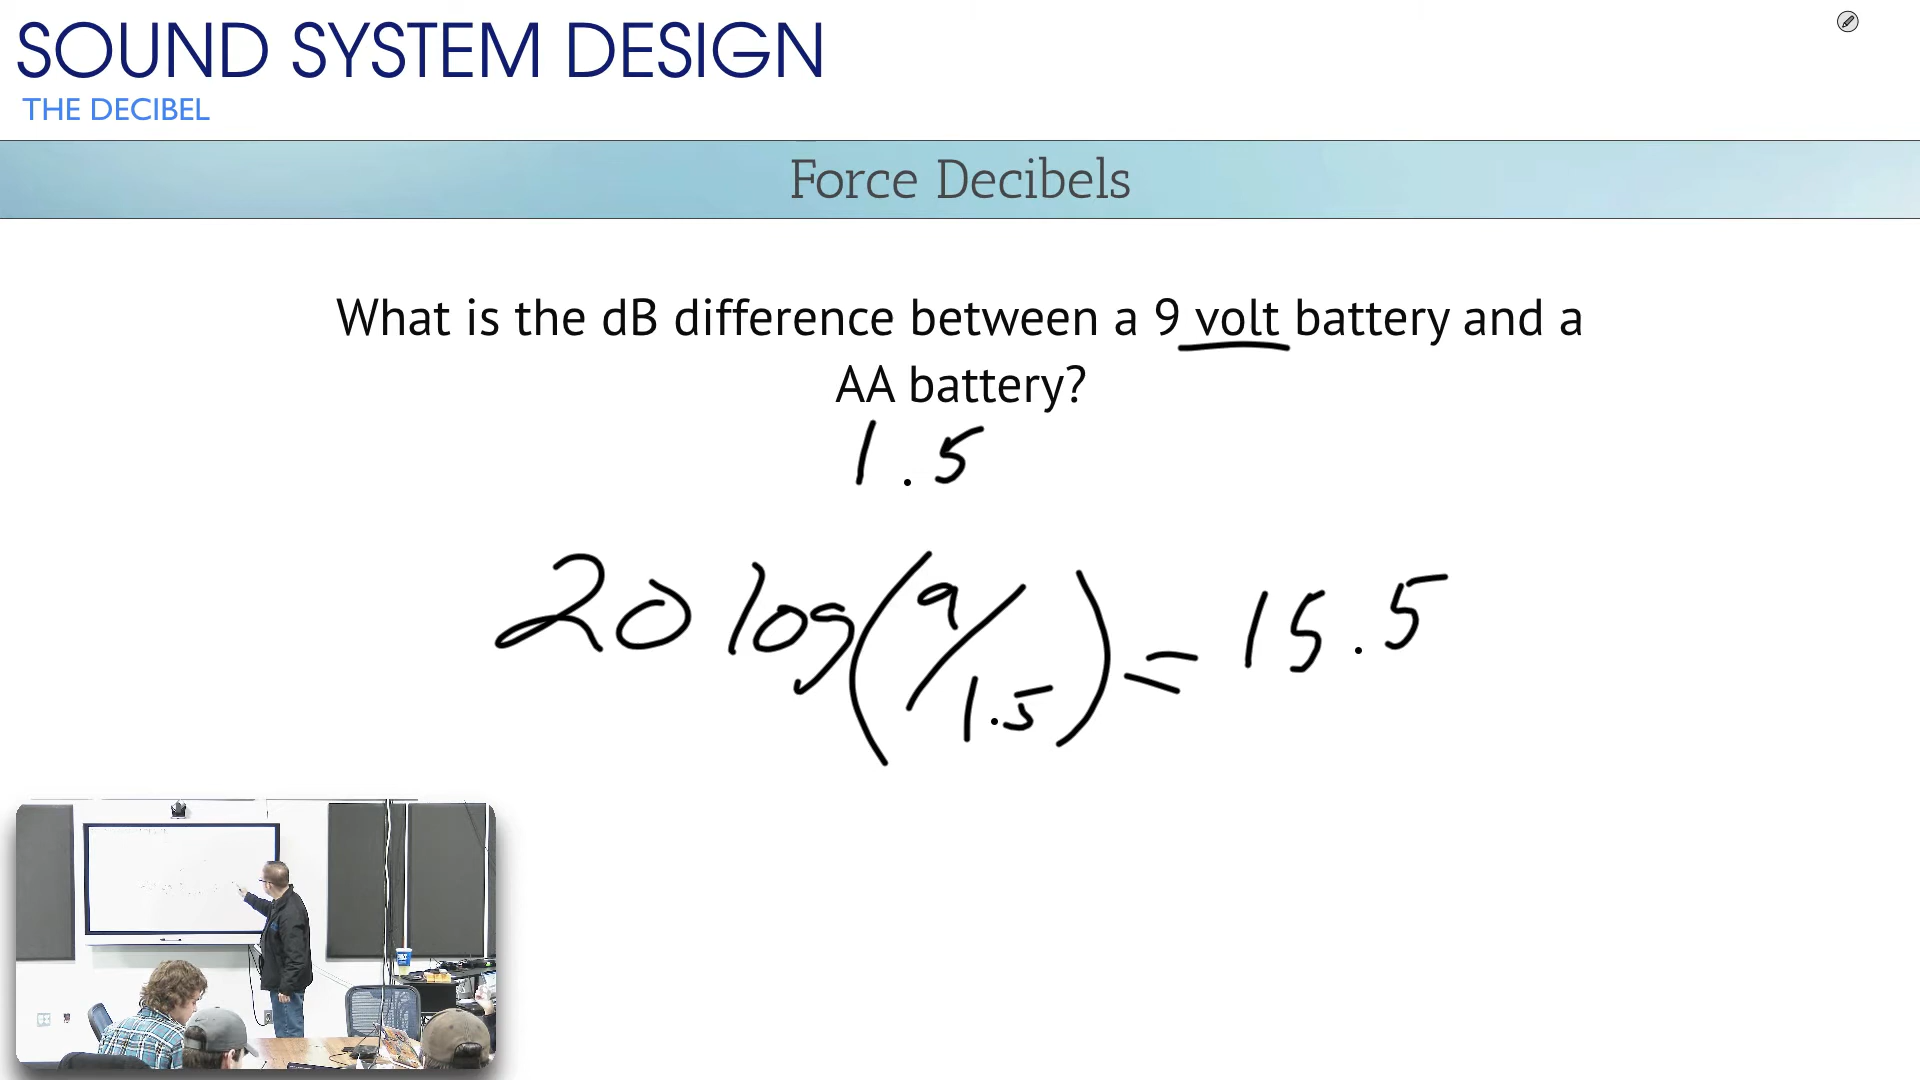 SOUND SYSTEM DESIGN
THE DECIBEL
Force Decibels
What is the dB difference between a 9 volt battery and a
AA battery?
1.5
20 log(9/1.5) = 15.5